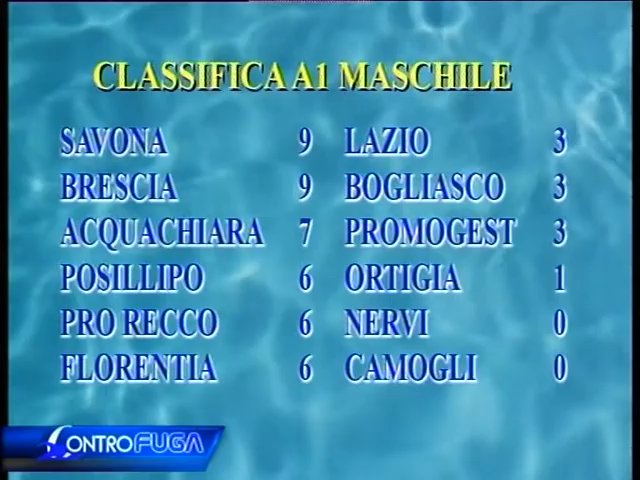 CLASSIFICA A1 MASCHILE
SAVONA 9 LAZIO 3
BRESCIA 9 BOGLIASCO 3
ACQUACHIARA 7 PROMOGEST 3
POSILLIPO 6 ORTIGIA 1
PRO RECCO 6 NERVI 0
FLORENTIA 6 CAMOGLI 0
CONTROFUGA